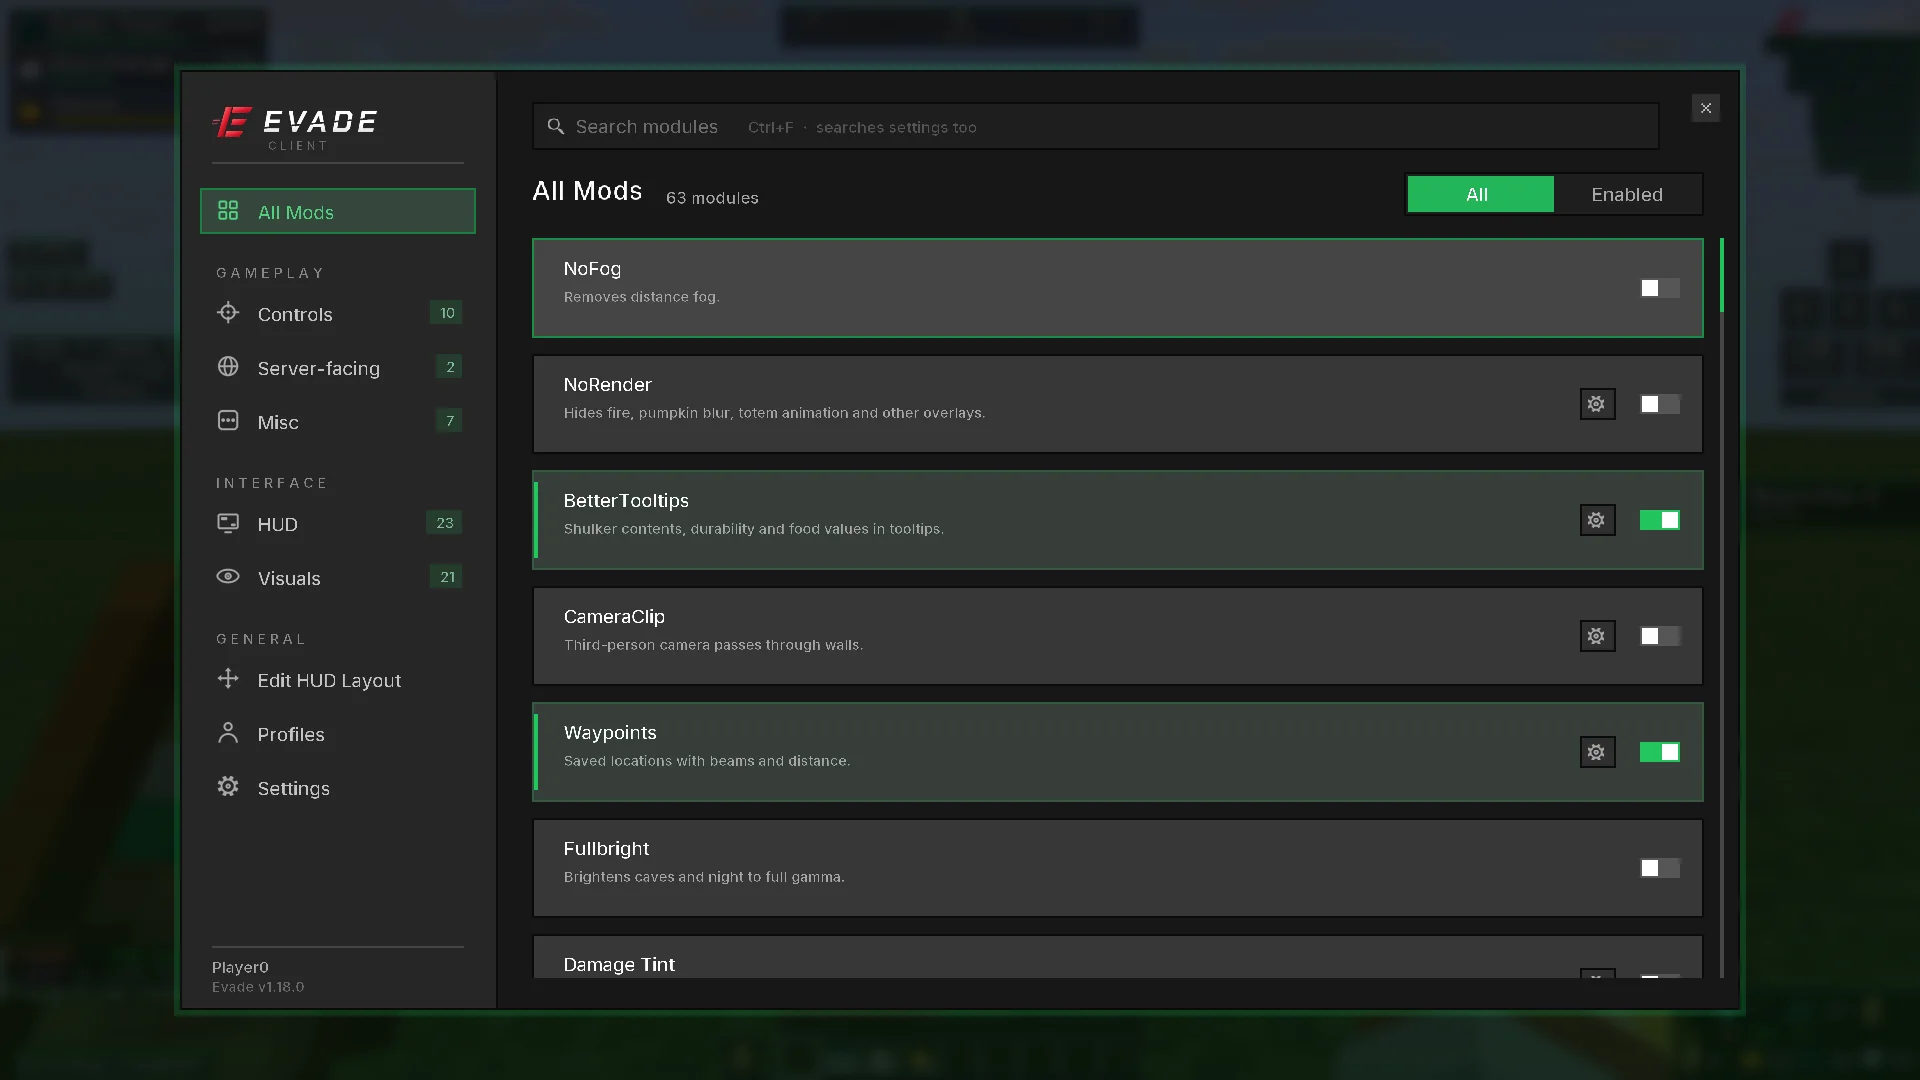 EVADE
CLIENT
All Mods
GAMEPLAY
Controls 10
Server-facing 2
Misc 7
INTERFACE
HUD 23
Visuals 21
GENERAL
Edit HUD Layout
Profiles
Settings
Player0
Evade v1.18.0
Search modules Ctrl+F · searches settings too
All Mods 63 modules
All Enabled
NoFog
Removes distance fog.
NoRender
Hides fire, pumpkin blur, totem animation and other overlays.
BetterTooltips
Shulker contents, durability and food values in tooltips.
CameraClip
Third-person camera passes through walls.
Waypoints
Saved locations with beams and distance.
Fullbright
Brightens caves and night to full gamma.
Damage Tint